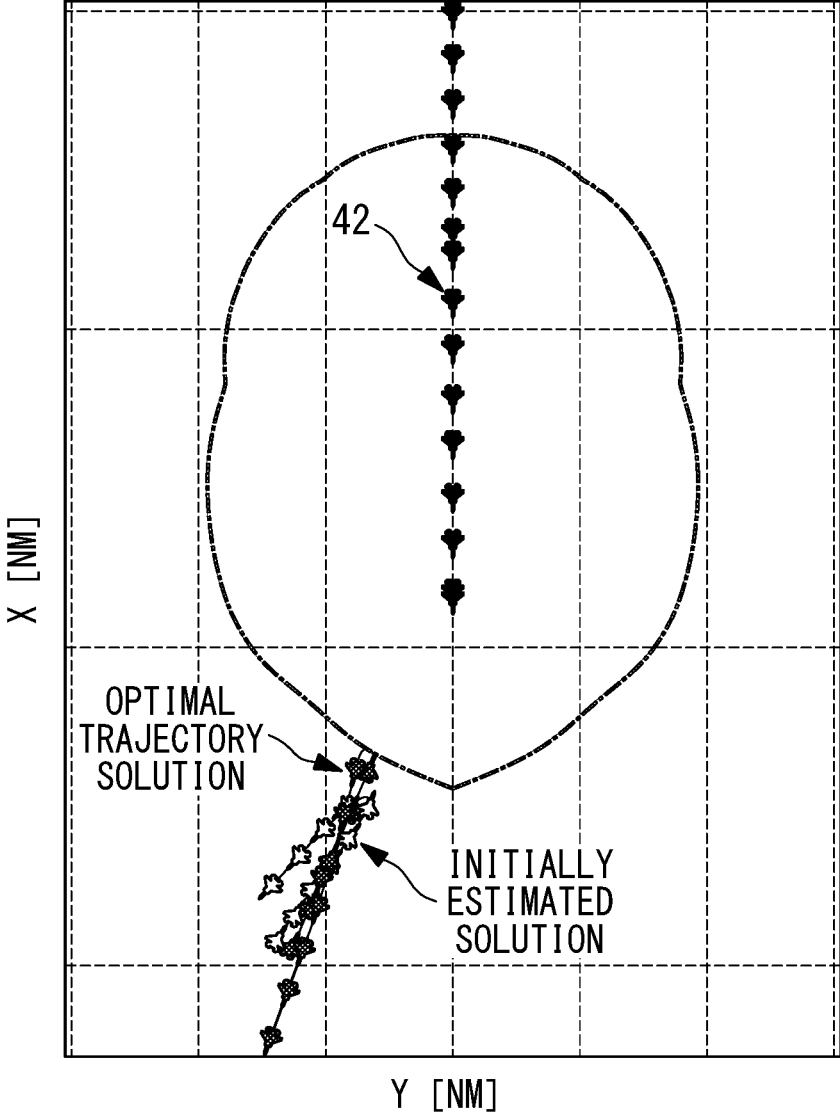 42
X [NM]
OPTIMAL
TRAJECTORY
SOLUTION
INITIALLY
ESTIMATED
SOLUTION
Y [NM]